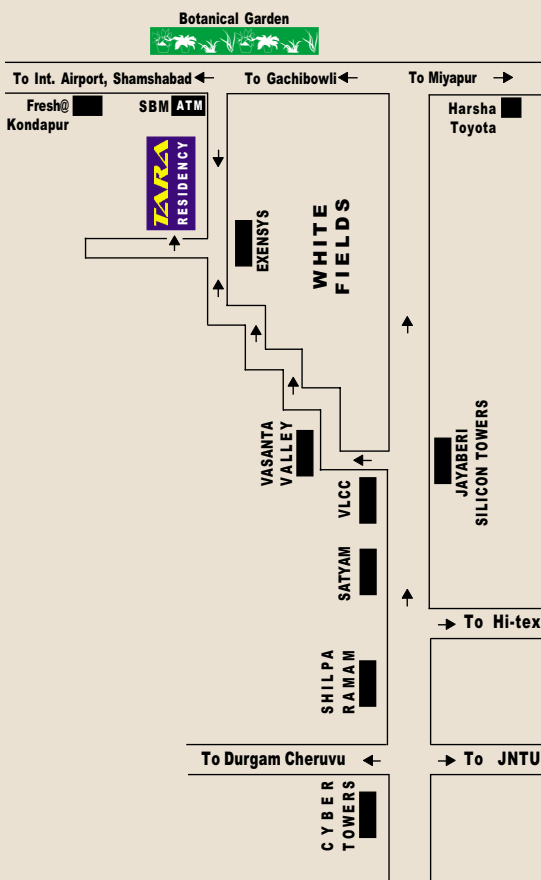 Botanical Garden
To Int. Airport, Shamshabad
To Gachibowli
To Miyapur
Fresh@
Kondapur
SBM ATM
Harsha
Toyota
TARA
RESIDENCY
EXENSYS
WHITE
FIELDS
VASANTA
VALLEY
JAYABERI
SILICON TOWERS
VLCC
SATYAM
To Hi-tex
SHILPA
RAMAM
To Durgam Cheruvu
To JNTU
CYBER
TOWERS